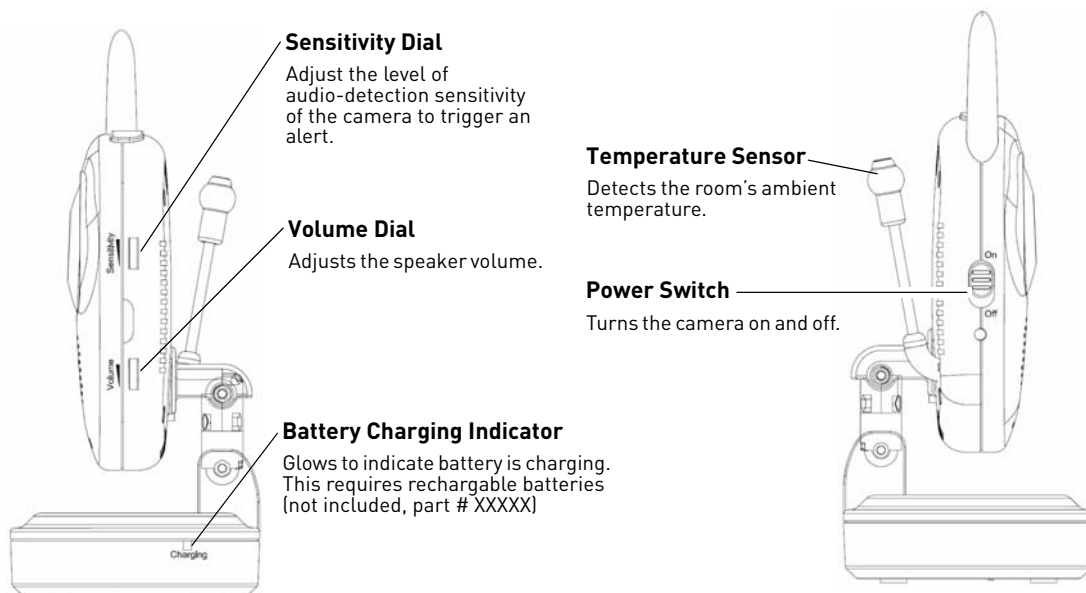 Sensitivity Dial
Adjust the level of
audio-detection sensitivity
of the camera to trigger an
alert.
Sensitivity
Volume Dial
Adjusts the speaker volume.
Volume
Battery Charging Indicator
Glows to indicate battery is charging.
This requires rechargable batteries
(not included, part # XXXXX)
Charging
Temperature Sensor
Detects the room's ambient
temperature.
On
Power Switch
Off
Turns the camera on and off.